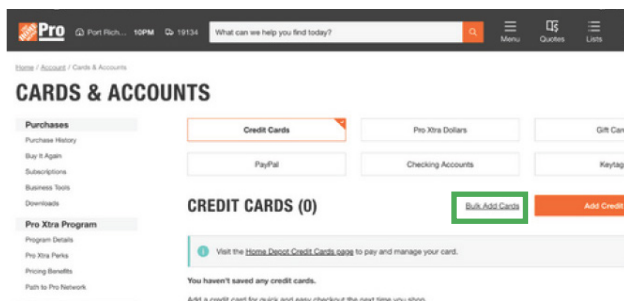 Pro Port Rich... 10PM 19134 What can we help you find today? Menu Quotes Lists
Home / Account / Cards & Accounts
CARDS & ACCOUNTS
Purchases
Purchase History
Buy It Again
Subscriptions
Business Tools
Downloads
Pro Xtra Program
Program Details
Pro Xtra Perks
Pricing Benefits
Path to Pro Network
Credit Cards Pro Xtra Dollars Gift Car
PayPal Checking Accounts Keytag
CREDIT CARDS (0) Bulk Add Cards Add Credit
Visit the Home Depot Credit Cards page to pay and manage your card.
You haven't saved any credit cards.
Add a credit card for quick and easy checkout the next time you shop.